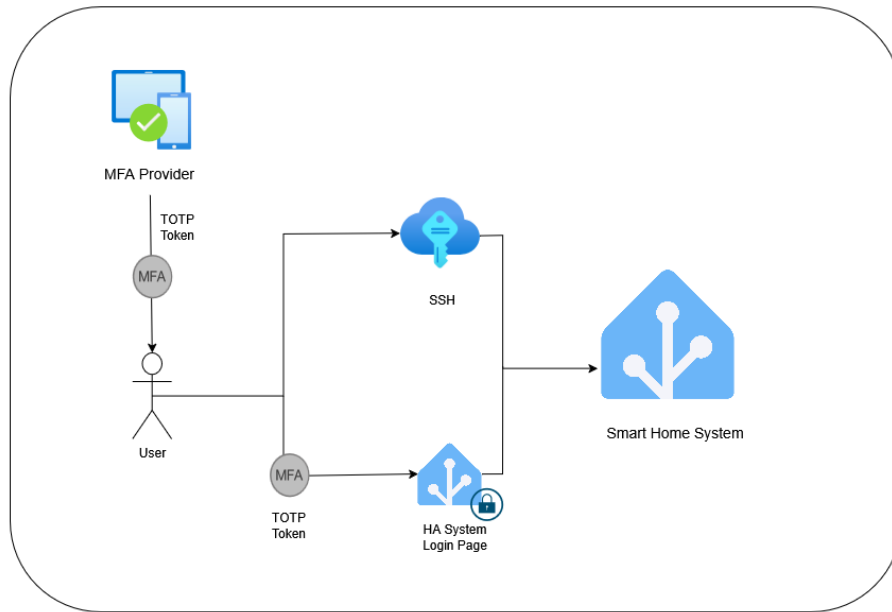 MFA Provider
TOTP
Token
MFA
User
SSH
Smart Home System
MFA
TOTP
Token
HA System
Login Page